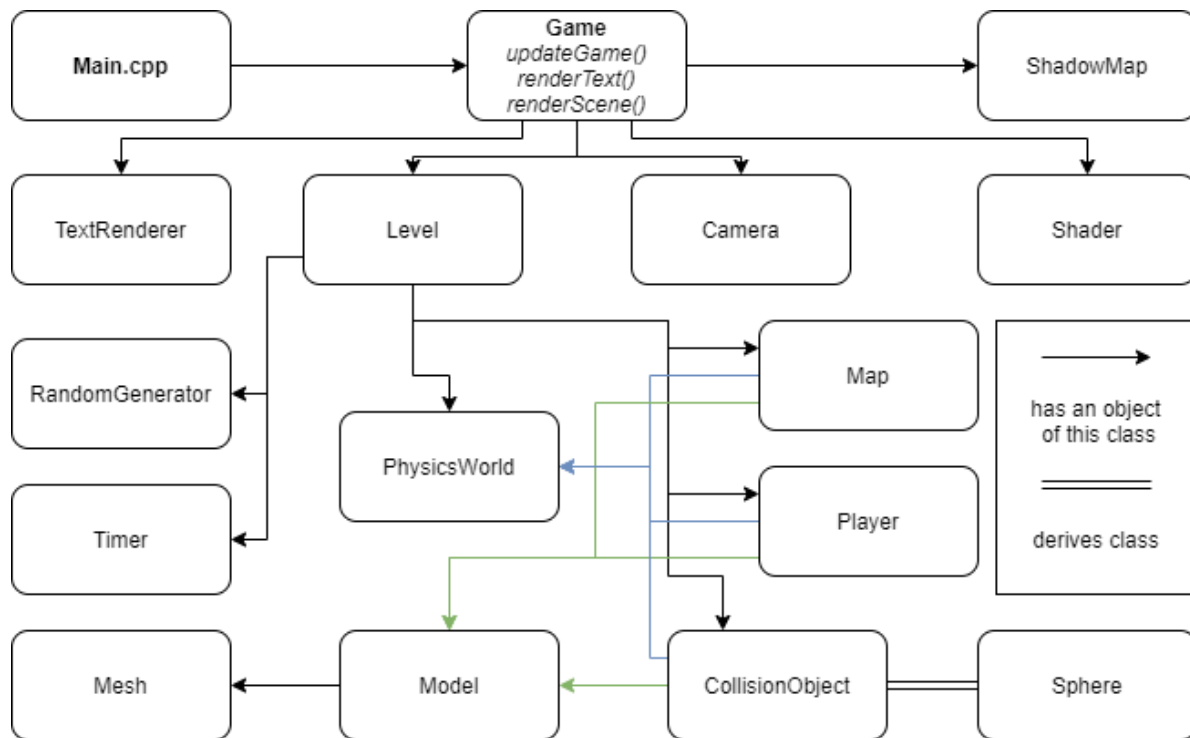 Main.cpp
Game
updateGame()
renderText()
renderScene()
ShadowMap
TextRenderer
Level
Camera
Shader
RandomGenerator
Map
has an object
of this class
PhysicsWorld
Timer
Player
derives class
Mesh
Model
CollisionObject
Sphere